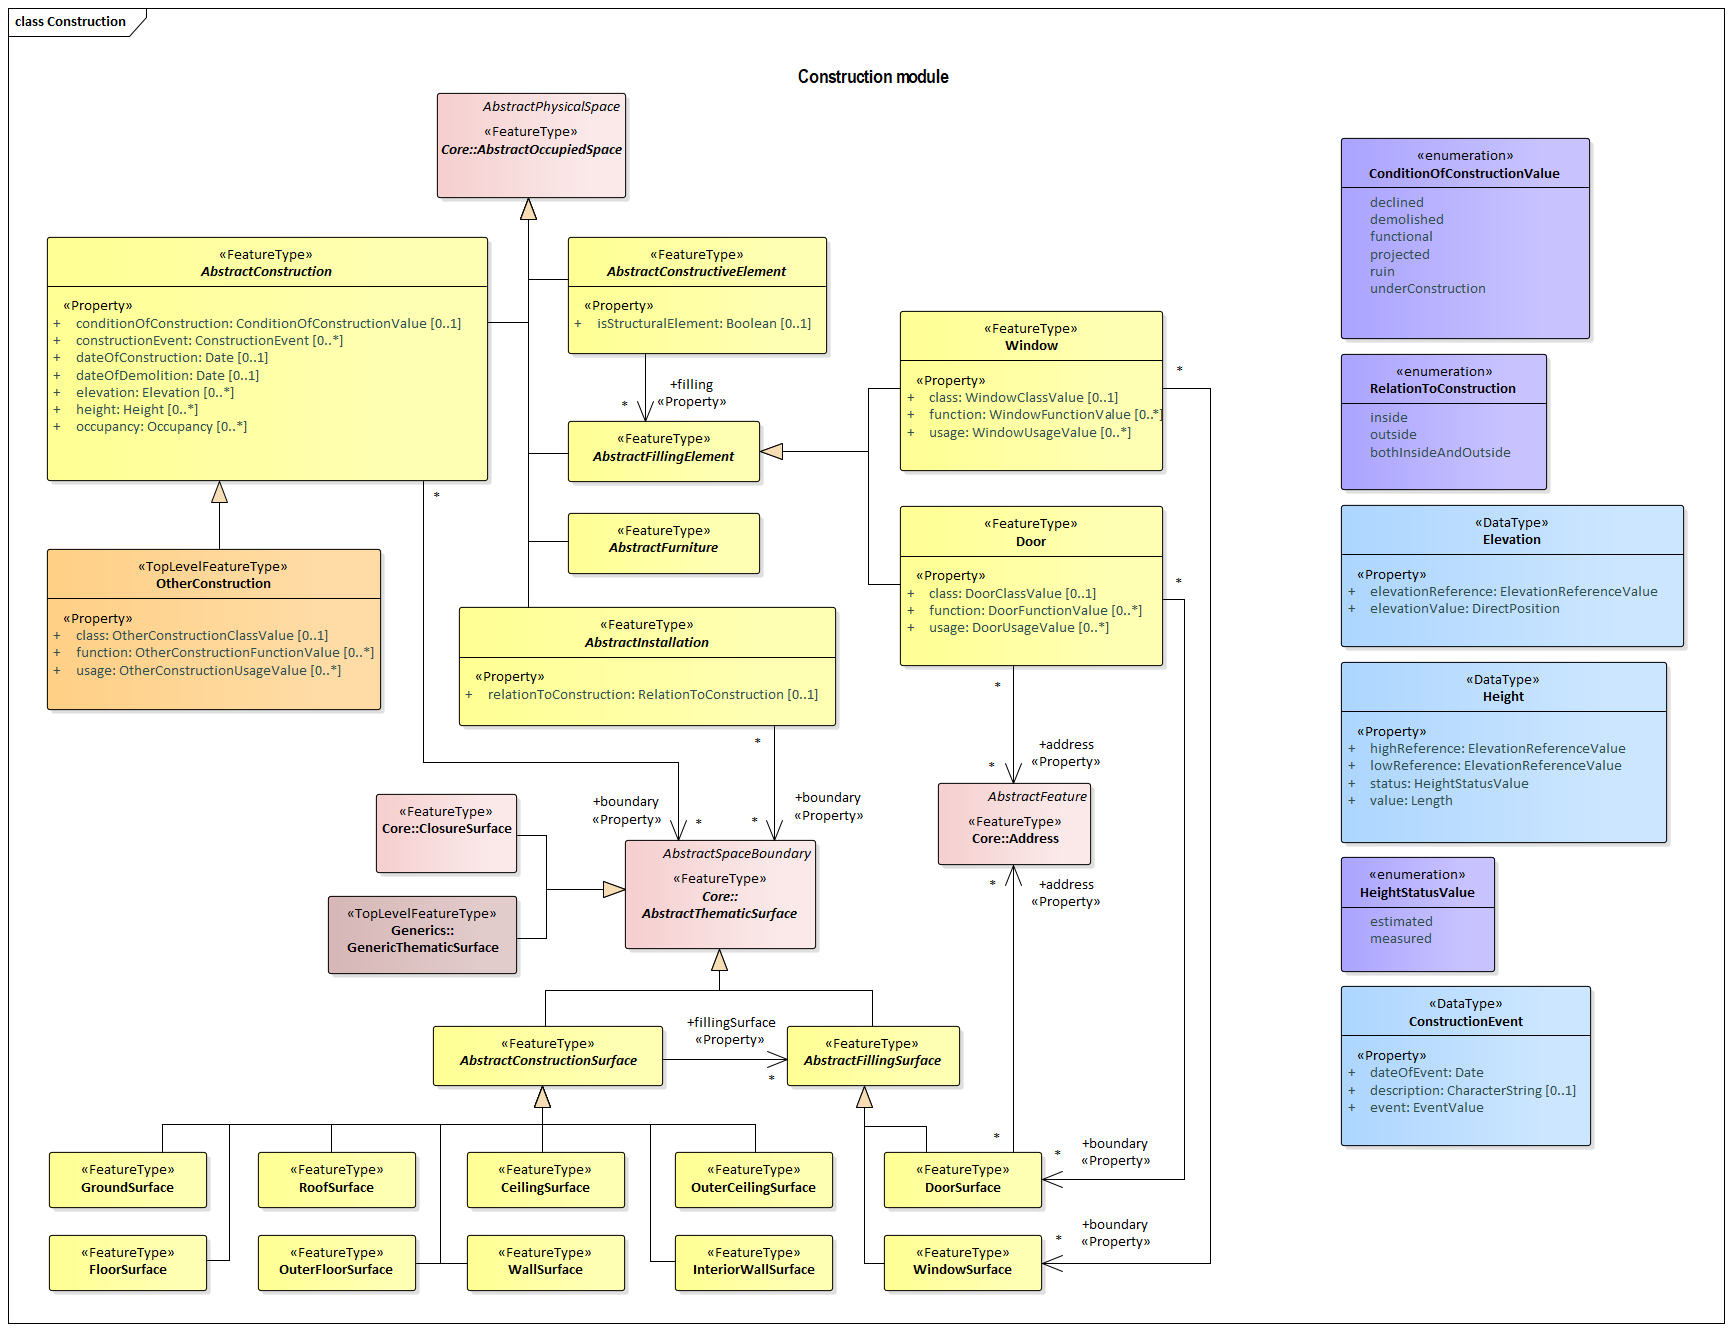 class Construction
Construction module
AbstractPhysicalSpace
«FeatureType»
Core::AbstractOccupiedSpace
«FeatureType»
AbstractConstruction
«Property»
+ conditionOfConstruction: ConditionOfConstructionValue [0..1]
+ constructionEvent: ConstructionEvent [0..*]
+ dateOfConstruction: Date [0..1]
+ dateOfDemolition: Date [0..1]
+ elevation: Elevation [0..*]
+ height: Height [0..*]
+ occupancy: Occupancy [0..*]
*
«FeatureType»
AbstractConstructiveElement
«Property»
+ isStructuralElement: Boolean [0..1]
+filling
«Property»
*
«FeatureType»
AbstractFillingElement
«FeatureType»
AbstractFurniture
«FeatureType»
AbstractInstallation
«Property»
+ relationToConstruction: RelationToConstruction [0..1]
*
«TopLevelFeatureType»
OtherConstruction
«Property»
+ class: OtherConstructionClassValue [0..1]
+ function: OtherConstructionFunctionValue [0..*]
+ usage: OtherConstructionUsageValue [0..*]
«FeatureType»
Window
«Property»
+ class: WindowClassValue [0..1]
+ function: WindowFunctionValue [0..*]
+ usage: WindowUsageValue [0..*]
*
«FeatureType»
Door
«Property»
+ class: DoorClassValue [0..1]
+ function: DoorFunctionValue [0..*]
+ usage: DoorUsageValue [0..*]
*
*
+address
«Property»
*
AbstractFeature
«FeatureType»
Core::Address
*
+address
«Property»
+boundary
«Property»
*
+boundary
«Property»
*
«FeatureType»
Core::ClosureSurface
«TopLevelFeatureType»
Generics::
GenericThematicSurface
AbstractSpaceBoundary
«FeatureType»
Core::
AbstractThematicSurface
«FeatureType»
AbstractConstructionSurface
+fillingSurface
«Property»
*
«FeatureType»
AbstractFillingSurface
«FeatureType»
GroundSurface
«FeatureType»
RoofSurface
«FeatureType»
CeilingSurface
«FeatureType»
OuterCeilingSurface
*
«FeatureType»
DoorSurface
*
+boundary
«Property»
«FeatureType»
FloorSurface
«FeatureType»
OuterFloorSurface
«FeatureType»
WallSurface
«FeatureType»
InteriorWallSurface
«FeatureType»
WindowSurface
*
+boundary
«Property»
«enumeration»
ConditionOfConstructionValue
declined
demolished
functional
projected
ruin
underConstruction
«enumeration»
RelationToConstruction
inside
outside
bothInsideAndOutside
«DataType»
Elevation
«Property»
+ elevationReference: ElevationReferenceValue
+ elevationValue: DirectPosition
«DataType»
Height
«Property»
+ highReference: ElevationReferenceValue
+ lowReference: ElevationReferenceValue
+ status: HeightStatusValue
+ value: Length
«enumeration»
HeightStatusValue
estimated
measured
«DataType»
ConstructionEvent
«Property»
+ dateOfEvent: Date
+ description: CharacterString [0..1]
+ event: EventValue